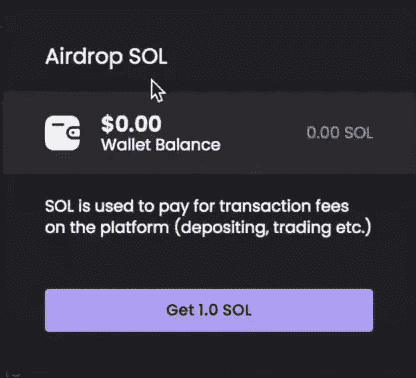 Airdrop SOL
$0.00
Wallet Balance
0.00 SOL
SOL is used to pay for transaction fees
on the platform (depositing, trading etc.)
Get 1.0 SOL